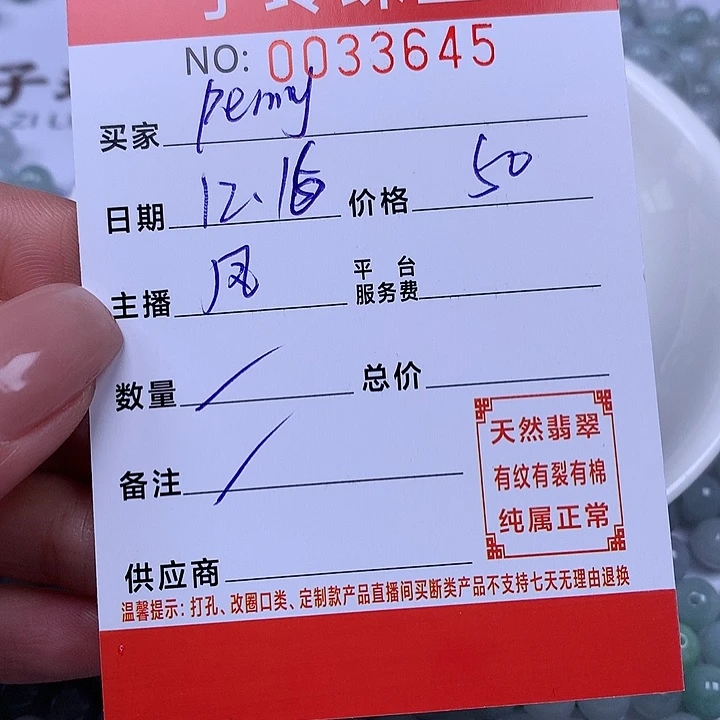 NO: 0033645
买家 penny
日期 12.16 价格 50
主播 凤 平台服务费
数量 / 总价
备注 /
天然翡翠
有纹有裂有棉
纯属正常
供应商
温馨提示：打孔、改圈口类、定制款产品直播间买断类产品不支持七天无理由退换